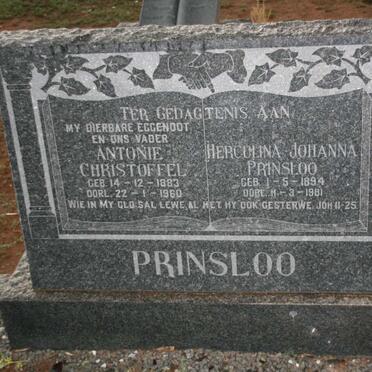 TER GEDAGTENIS AAN
MY DIERBARE EGGENOOT
EN ONS VADER
ANTONIE
CHRISTOFFEL
GEB. 14-12-1883
OORL. 22-1-1960
HERCULINA JOHANNA
PRINSLOO
GEB. 1-5-1894
OORL. 11-3-1981
WIE IN MY GLO, SAL LEWE, AL HET HY OOK GESTERWE. JOH. 11-25
PRINSLOO